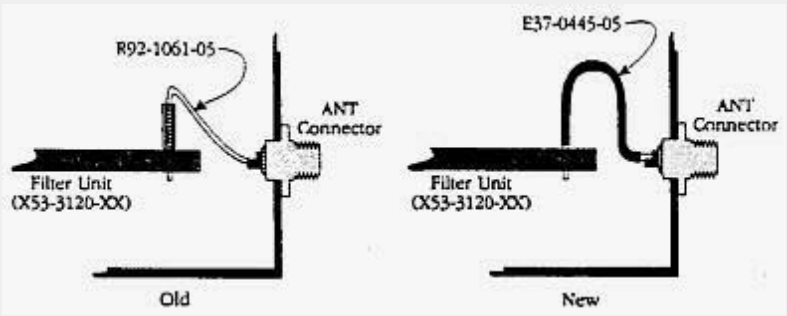 R92-1061-05
ANT
Connector
Filter Unit
(X53-3120-XX)
Old
E37-0445-05
ANT
Connector
Filter Unit
(X53-3120-XX)
New